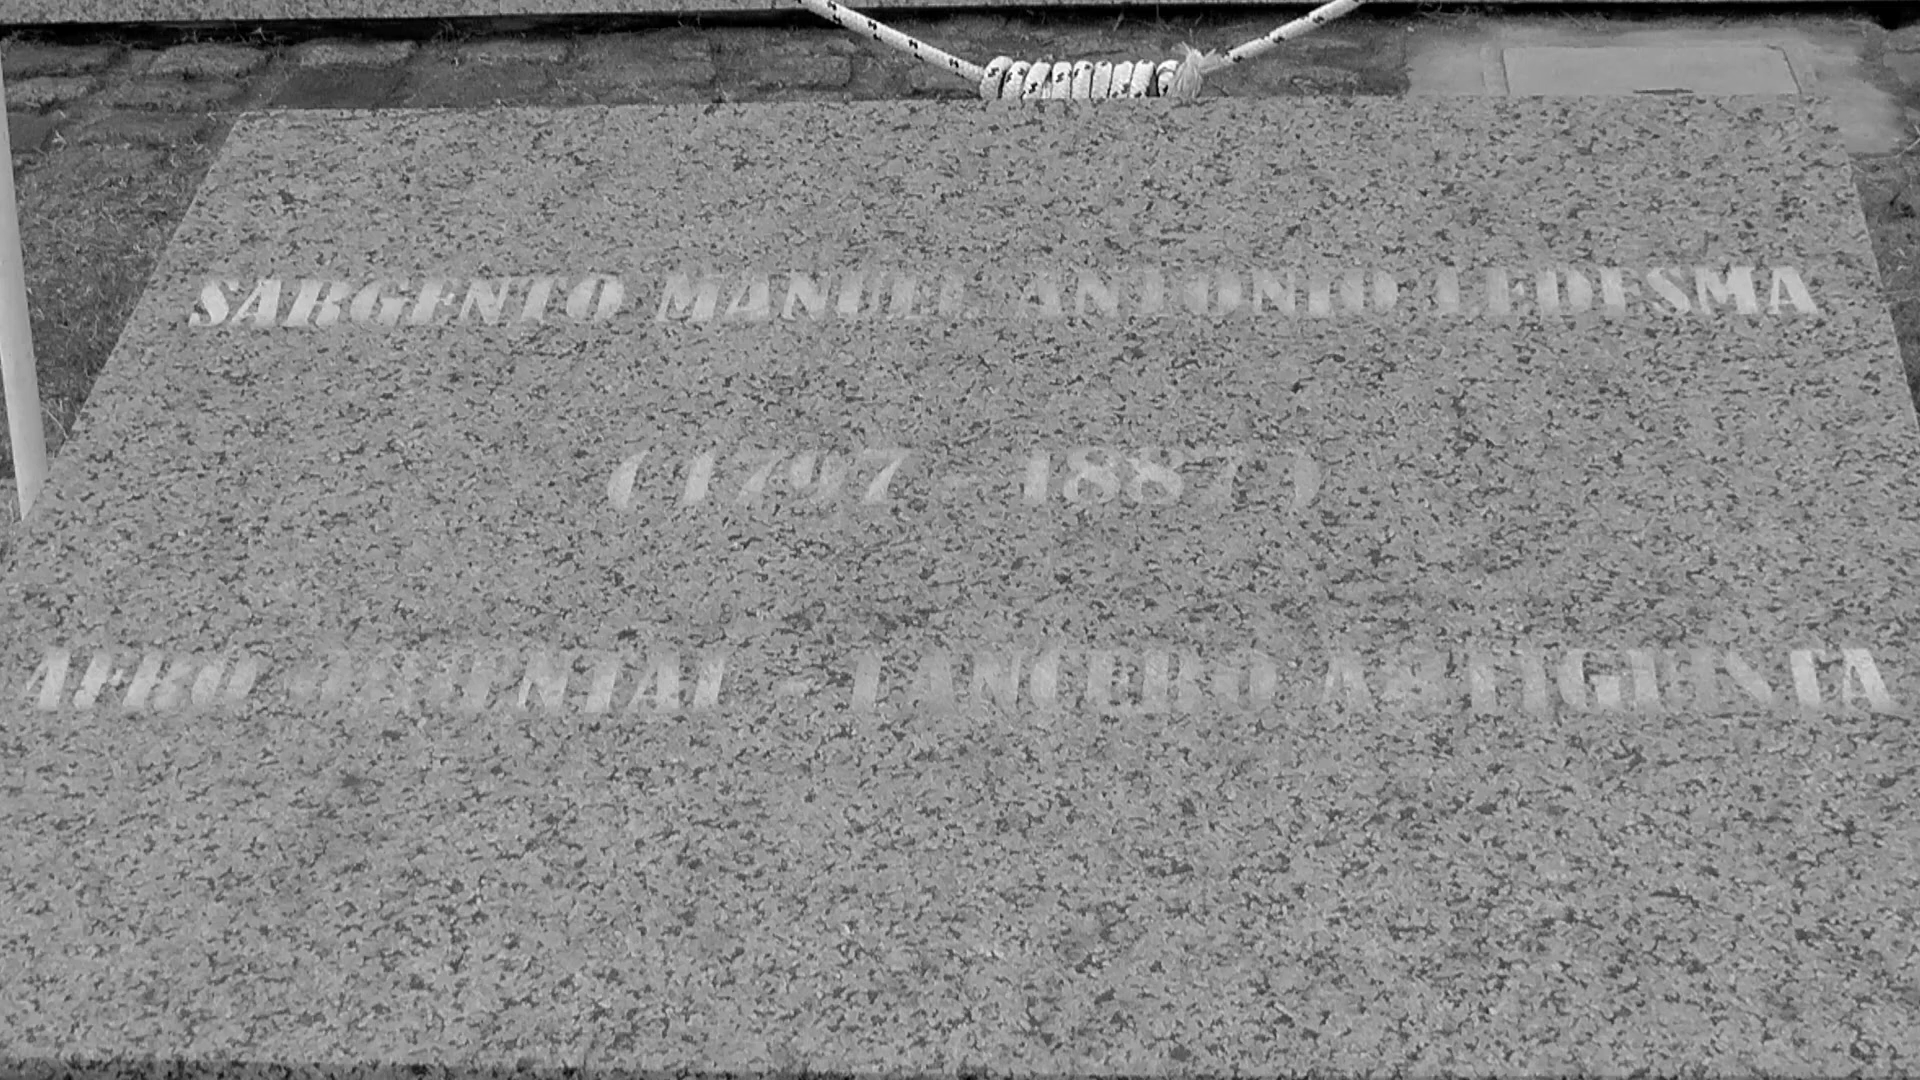 SARGENTO MANUEL ANTONIO LEDESMA
(1797 - 1887)
AFRO ORIENTAL - LANCERO ARTIGUISTA